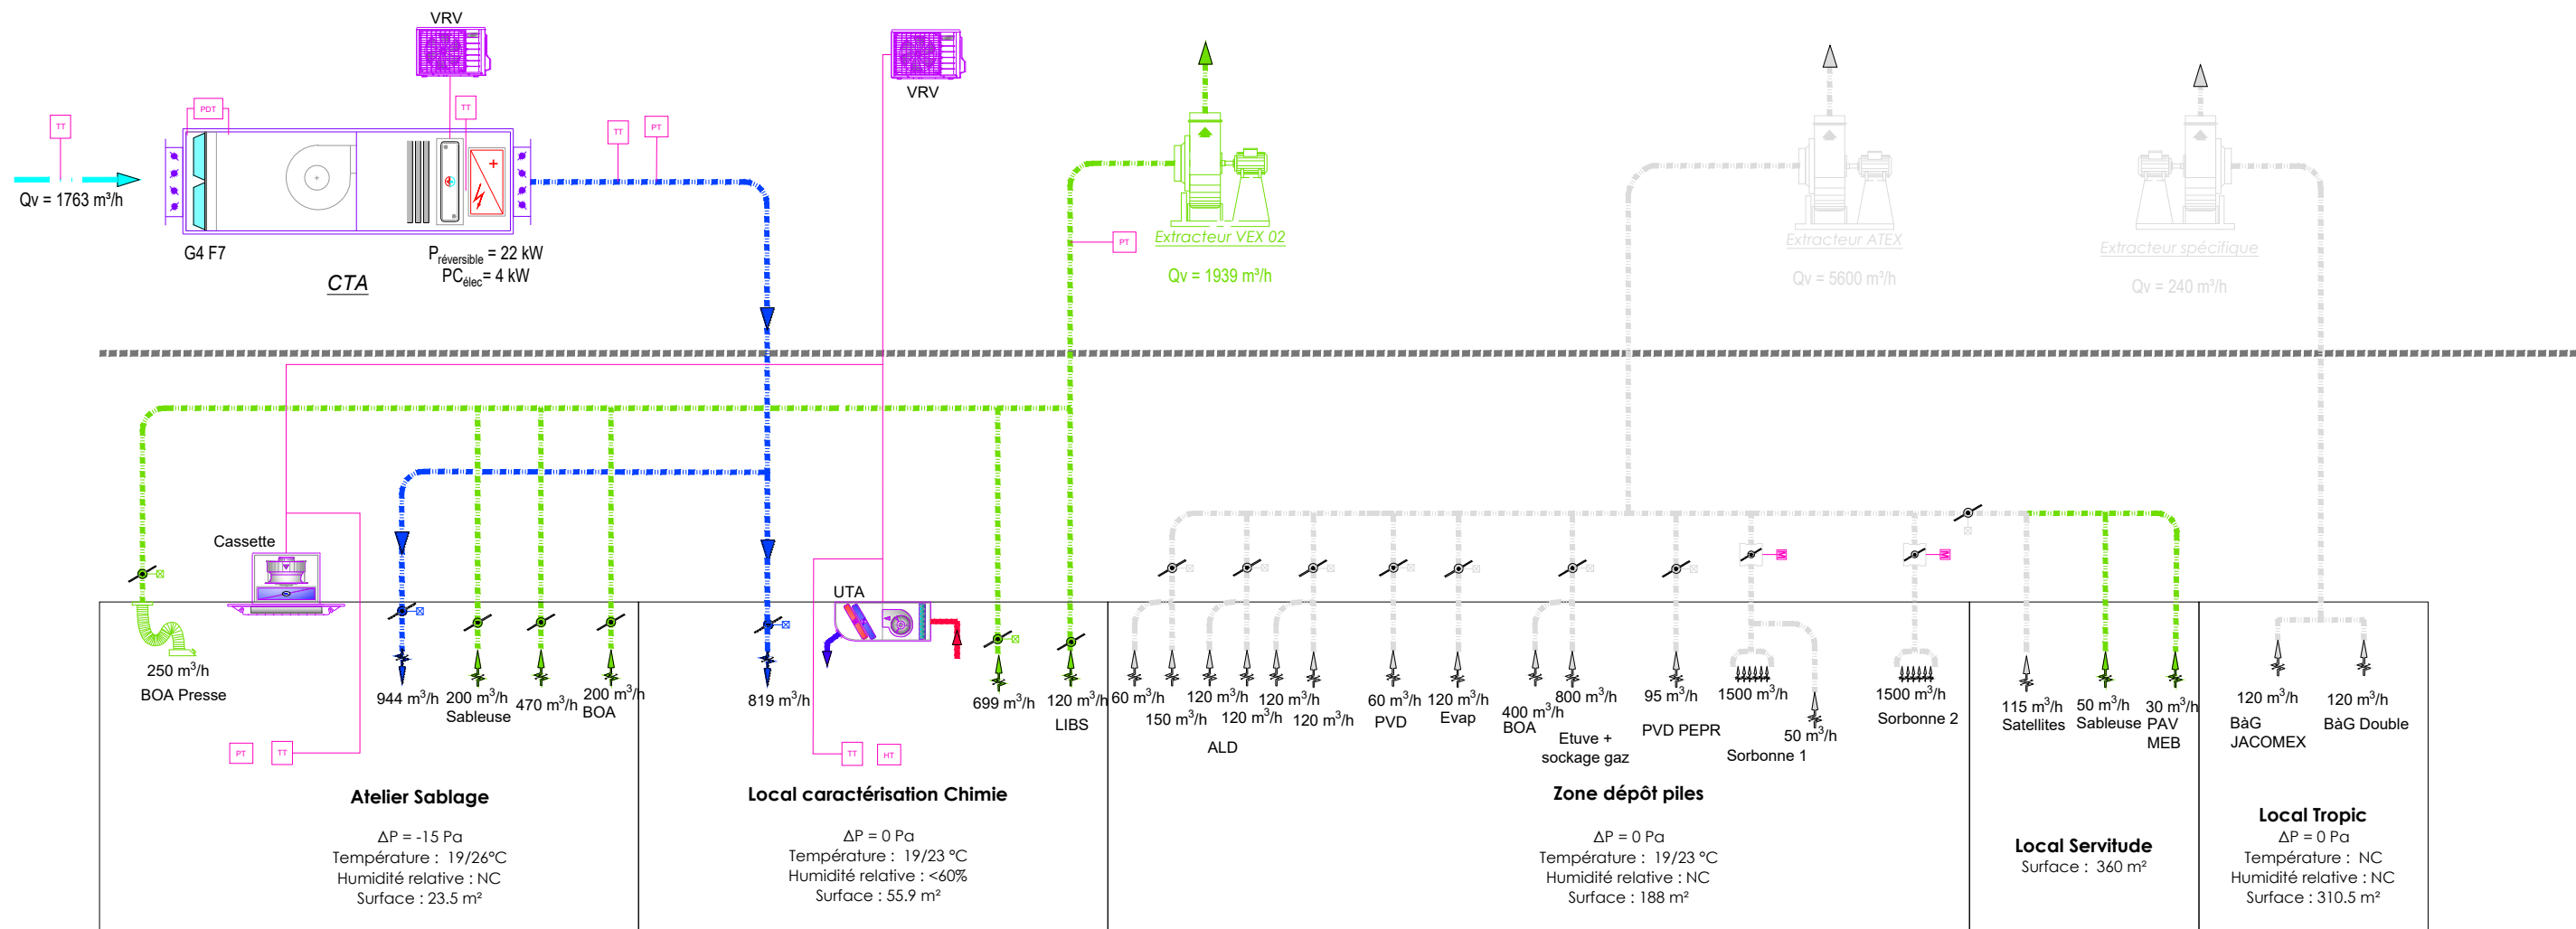 VRV
VRV
TT
PDT
TT
TT
PT
Qv = 1763 m³/h
G4 F7
Préversible = 22 kW
PCélec= 4 kW
CTA
PT
Extracteur VEX 02
Qv = 1939 m³/h
Extracteur ATEX
Qv = 5600 m³/h
Extracteur spécifique
Qv = 240 m³/h
Cassette
UTA
M
M
250 m³/h
BOA Presse
944 m³/h
200 m³/h
Sableuse
470 m³/h
200 m³/h
BOA
819 m³/h
699 m³/h
120 m³/h
LIBS
60 m³/h
150 m³/h
120 m³/h
120 m³/h
120 m³/h
120 m³/h
ALD
60 m³/h
PVD
120 m³/h
Evap
400 m³/h
BOA
800 m³/h
Etuve +
sockage gaz
95 m³/h
PVD PEPR
1500 m³/h
Sorbonne 1
50 m³/h
1500 m³/h
Sorbonne 2
115 m³/h
Satellites
50 m³/h
Sableuse
30 m³/h
PAV
MEB
120 m³/h
BàG
JACOMEX
120 m³/h
BàG Double
PT
TT
TT
HT
Atelier Sablage
ΔP = -15 Pa
Température : 19/26°C
Humidité relative : NC
Surface : 23.5 m²
Local caractérisation Chimie
ΔP = 0 Pa
Température : 19/23 °C
Humidité relative : <60%
Surface : 55.9 m²
Zone dépôt piles
ΔP = 0 Pa
Température : 19/23 °C
Humidité relative : NC
Surface : 188 m²
Local Servitude
Surface : 360 m²
Local Tropic
ΔP = 0 Pa
Température : NC
Humidité relative : NC
Surface : 310.5 m²